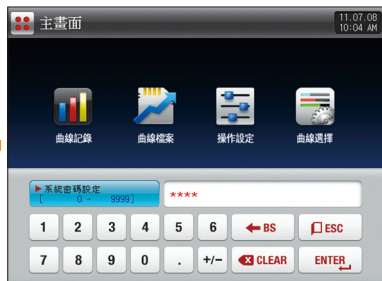 主畫面
11.07.08
10:04 AM
曲線記錄 曲線檔案 操作設定 曲線選擇
▶系統密碼設定
[ 0 ~ 9999]
****
1 2 3 4 5 6 ← BS ESC
7 8 9 0 . +/− CLEAR ENTER